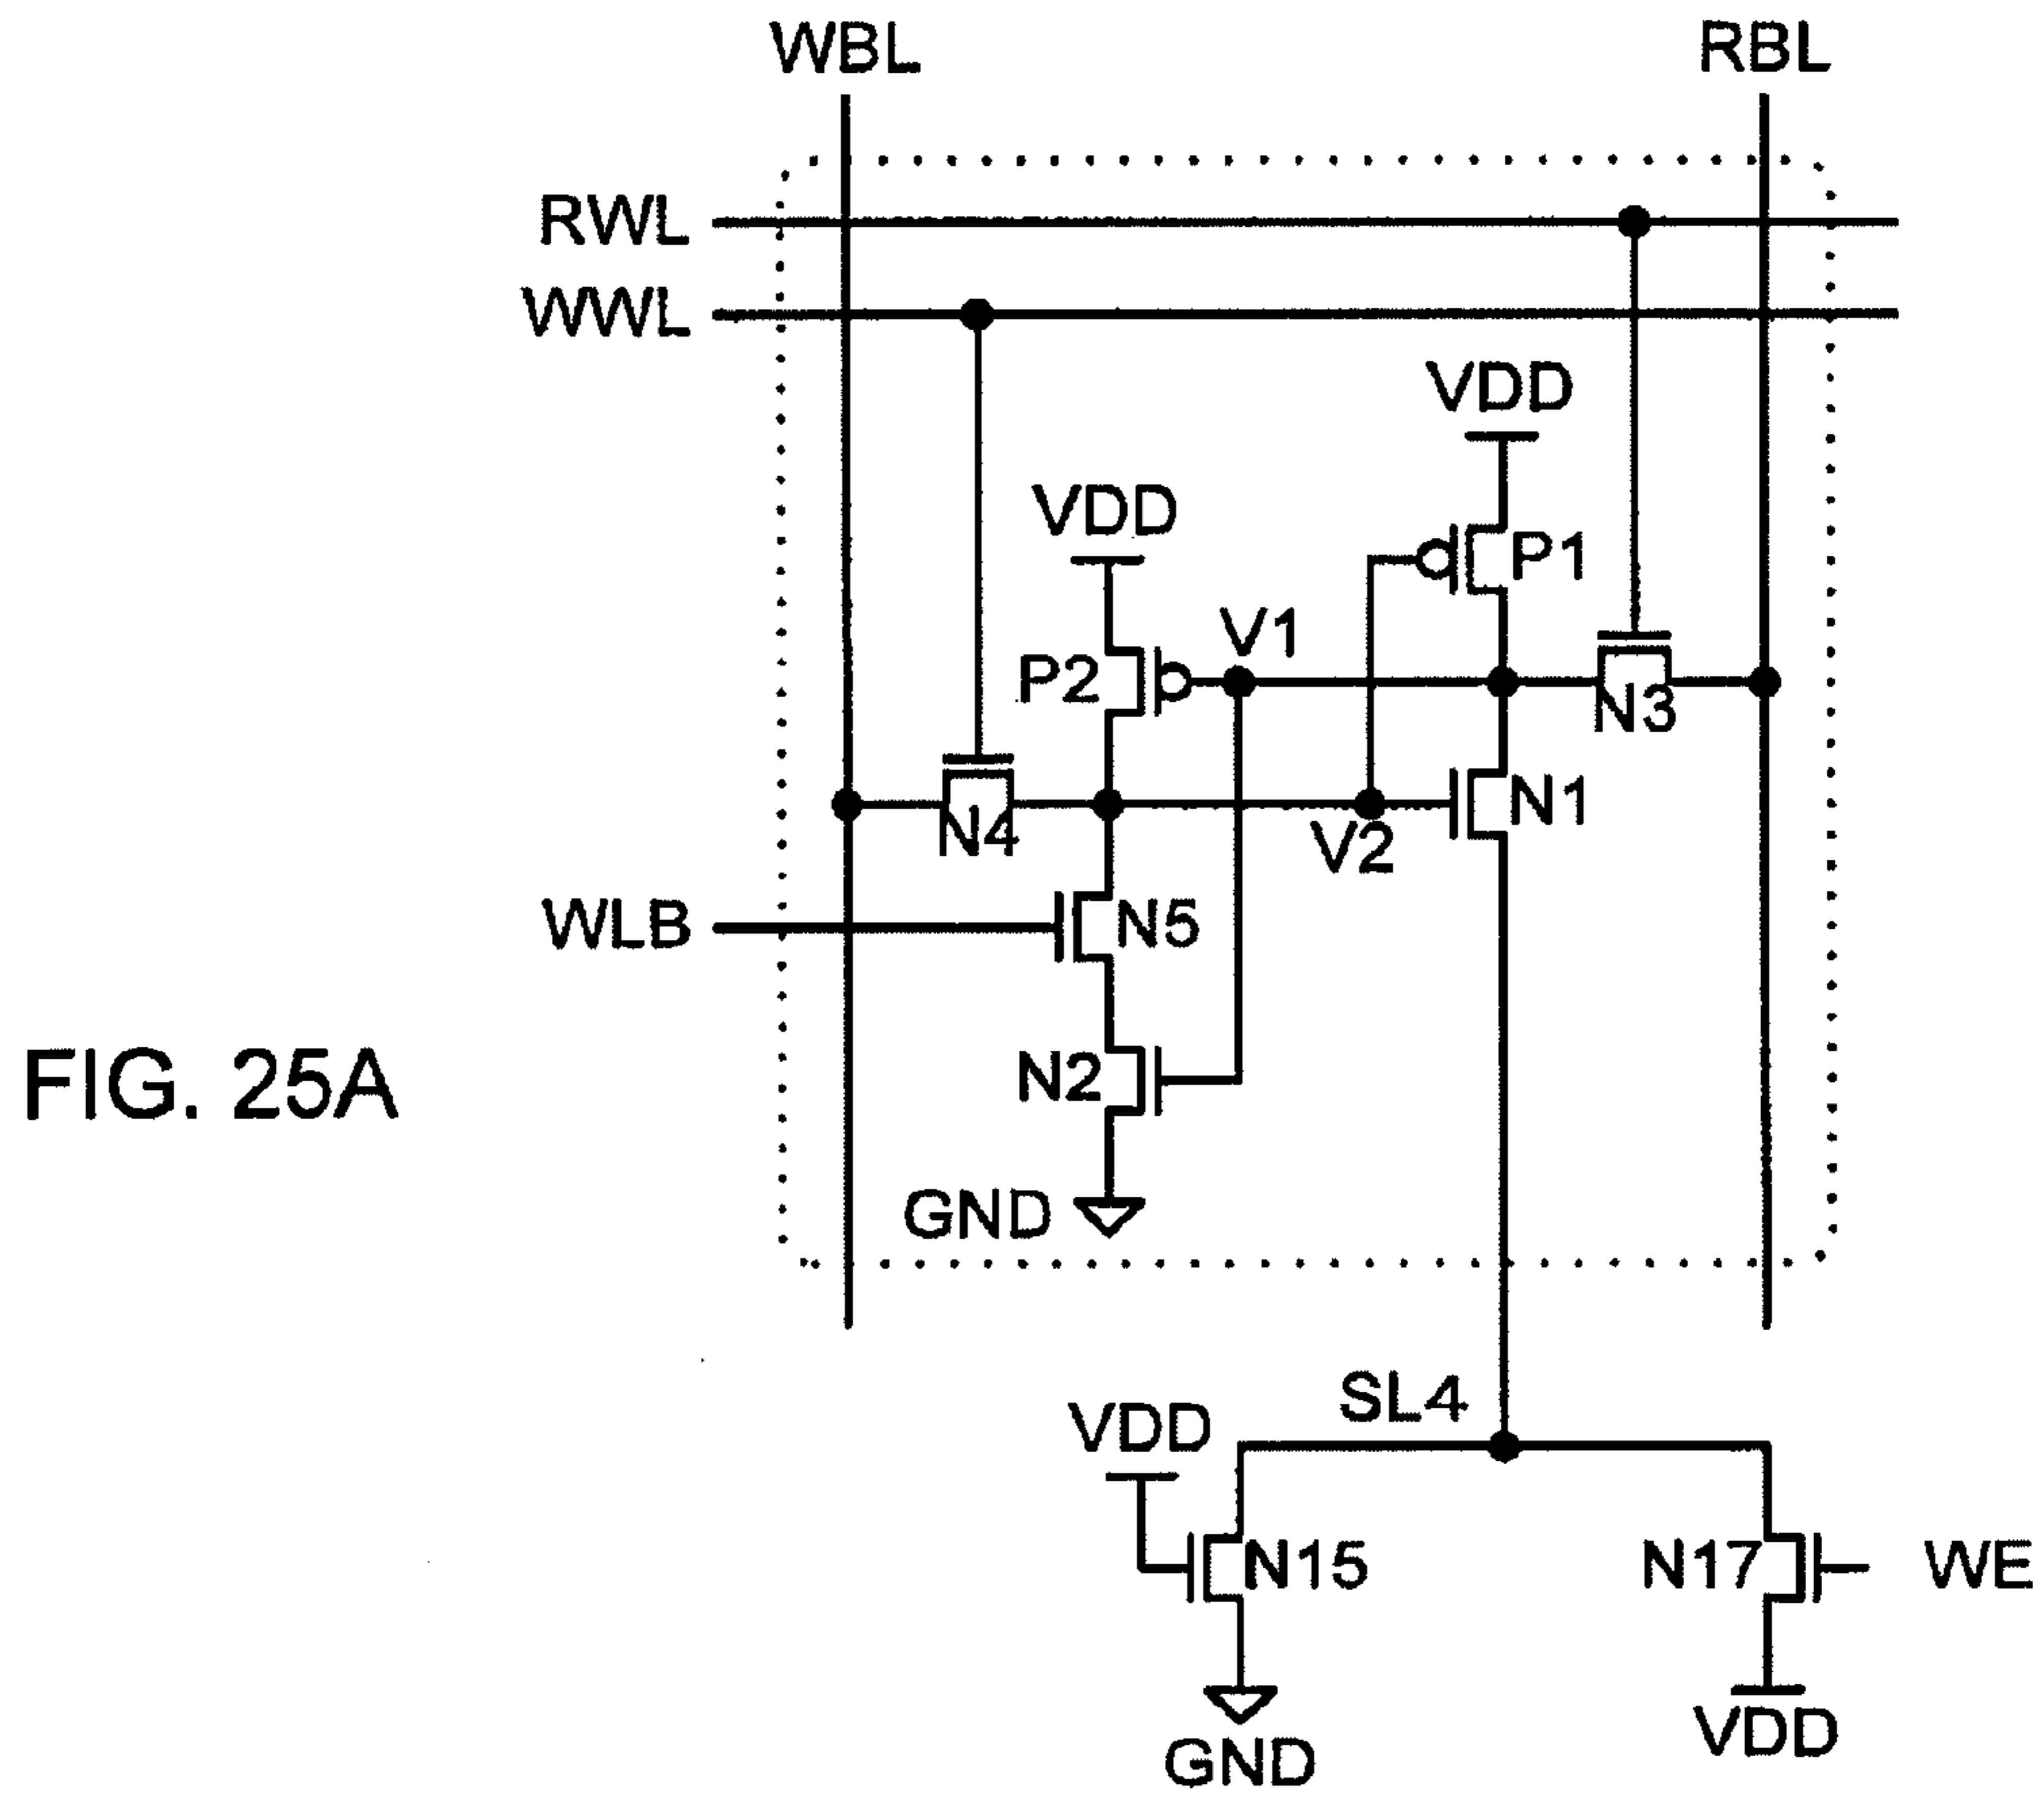 WBL RBL
RWL
WWL
VDD
VDD
P1
V1
P2
N3
N1
N4
V2
WLB
N5
FIG. 25A
N2
GND
SL4
VDD
N15
N17
WE
VDD
GND